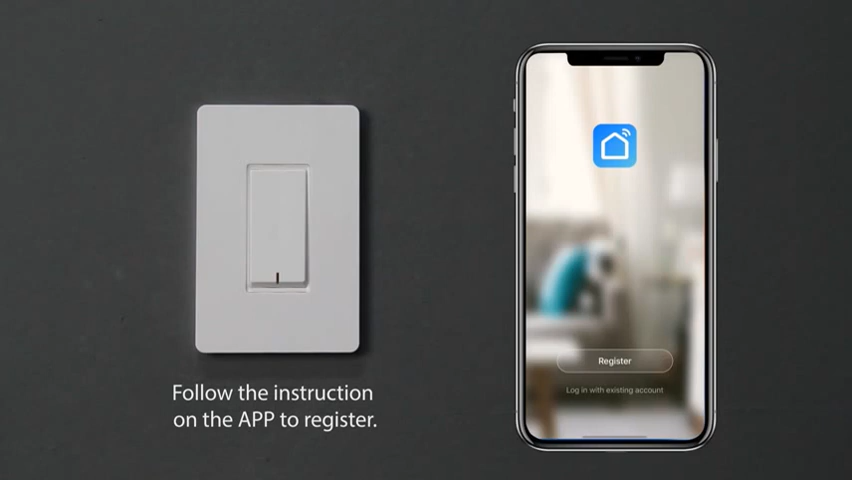 Follow the instruction
on the APP to register.
Register
Log in with existing account